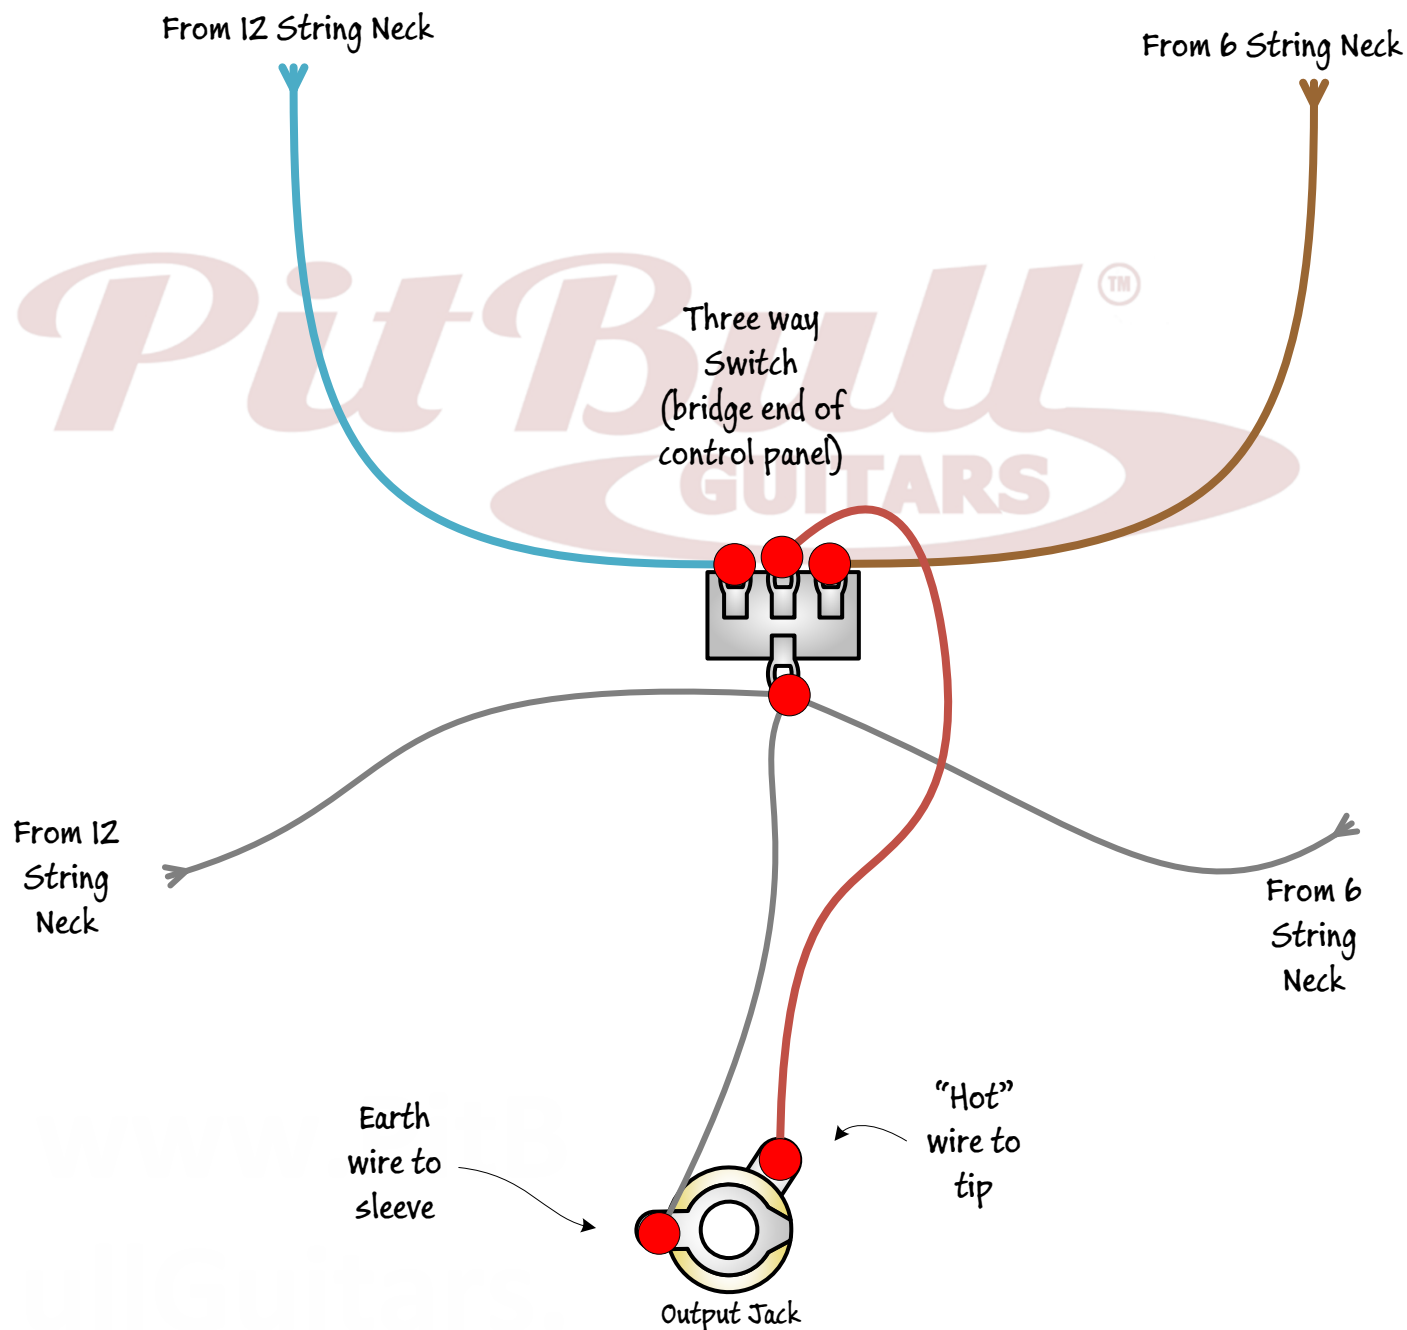 From 12 String Neck
From 6 String Neck
PitBull
TM
GUITARS
Three way
Switch
(bridge end of
control panel)
From 12
String
Neck
From 6
String
Neck
Earth
wire to
sleeve
“Hot”
wire to
tip
Output Jack